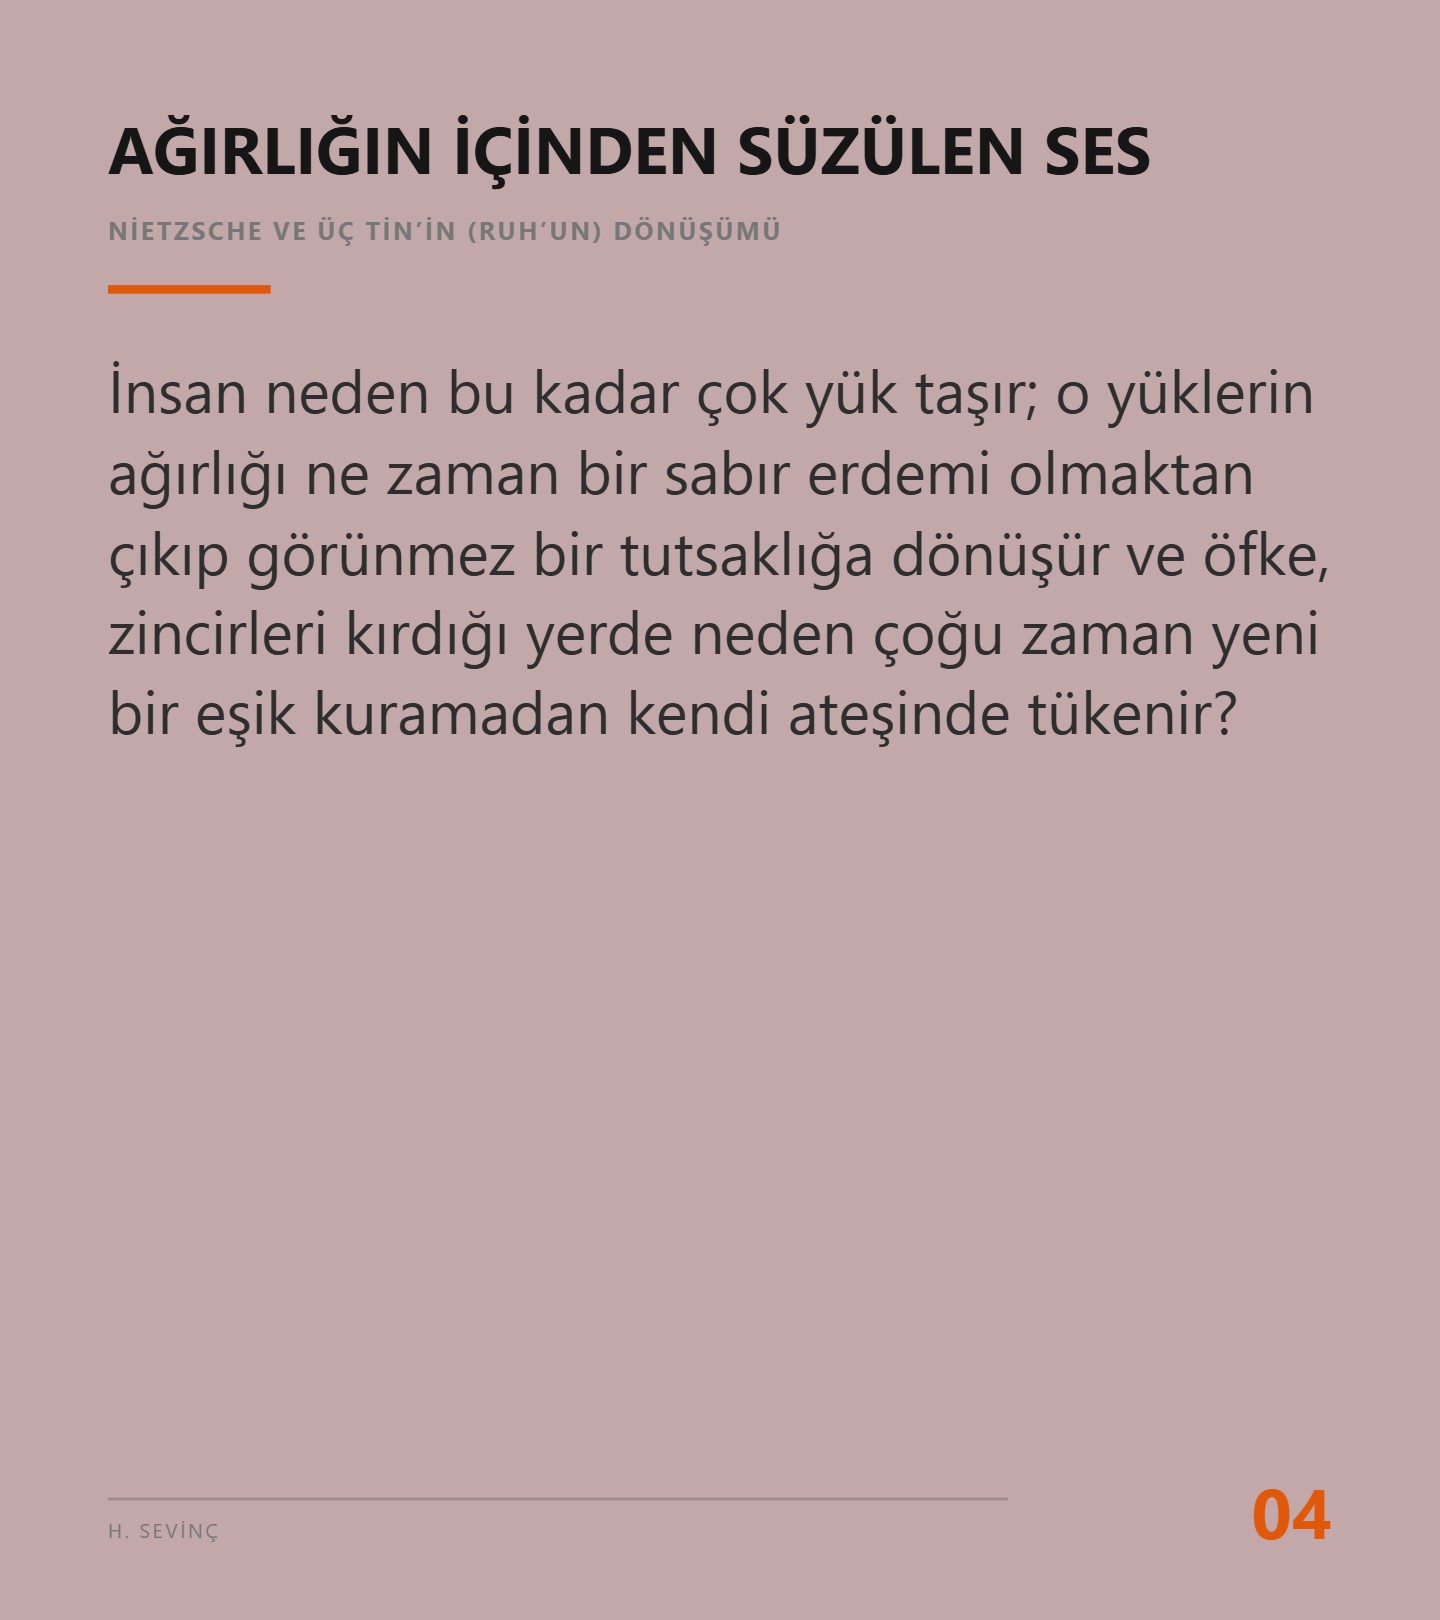 AĞIRLIĞIN İÇİNDEN SÜZÜLEN SES
NİETZSCHE VE ÜÇ TİN’İN (RUH’UN) DÖNÜŞÜMÜ
İnsan neden bu kadar çok yük taşır; o yüklerin
ağırlığı ne zaman bir sabır erdemi olmaktan
çıkıp görünmez bir tutsaklığa dönüşür ve öfke,
zincirleri kırdığı yerde neden çoğu zaman yeni
bir eşik kuramadan kendi ateşinde tükenir?
H. SEVİNÇ
04